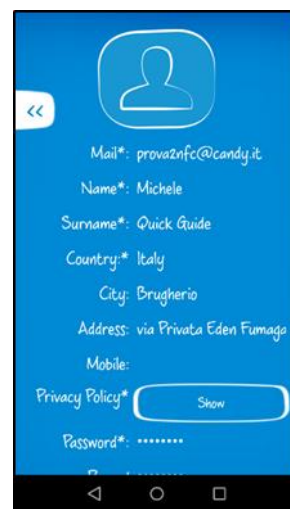 <<
Mail*: prova2nfc@candy.it
Name*: Michele
Surname*: Quick Guide
Country:* Italy
City: Brugherio
Address: via Privata Eden Fumaga
Mobile:
Privacy Policy* Show
Password*: ••••••••